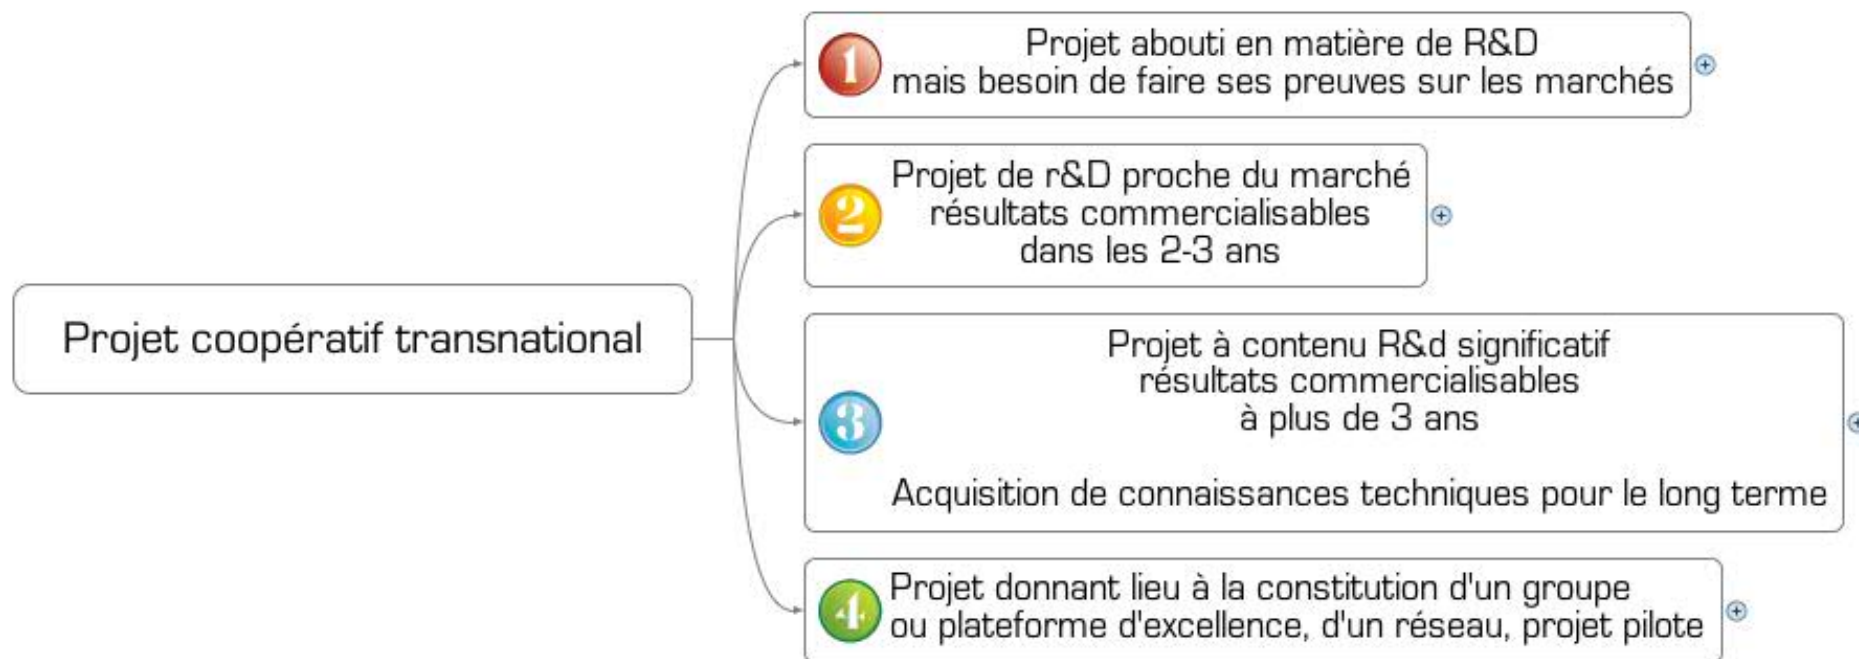 Projet coopératif transnational
1
Projet abouti en matière de R&D
mais besoin de faire ses preuves sur les marchés
2
Projet de r&D proche du marché
résultats commercialisables
dans les 2-3 ans
3
Projet à contenu R&d significatif
résultats commercialisables
à plus de 3 ans
Acquisition de connaissances techniques pour le long terme
4
Projet donnant lieu à la constitution d'un groupe
ou plateforme d'excellence, d'un réseau, projet pilote